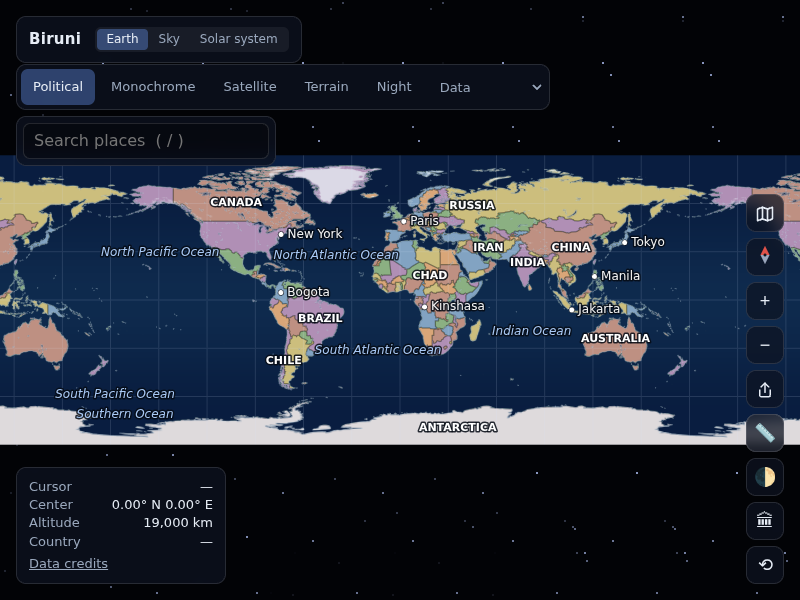 Biruni
Earth
Sky
Solar system
Political
Monochrome
Satellite
Terrain
Night
Data
Search places  ( / )
CANADA
RUSSIA
Paris
New York
North Pacific Ocean
North Atlantic Ocean
IRAN
CHINA
Tokyo
INDIA
CHAD
Manila
Bogota
Kinshasa
Jakarta
BRAZIL
Indian Ocean
AUSTRALIA
CHILE
South Atlantic Ocean
South Pacific Ocean
Southern Ocean
ANTARCTICA
+
−
Cursor —
Center 0.00° N 0.00° E
Altitude 19,000 km
Country —
Data credits